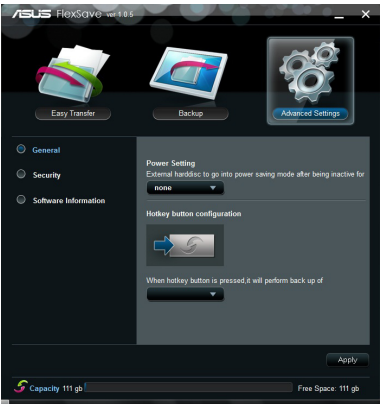 ASUS FlexSave ver 1.0.5
Easy Transfer
Backup
Advanced Settings
General
Security
Software Information
Power Setting
External harddisc to go into power saving mode after being inactive for
none
Hotkey button configuration
When hotkey button is pressed,it will perform back up of
Apply
Capacity 111 gb
Free Space: 111 gb